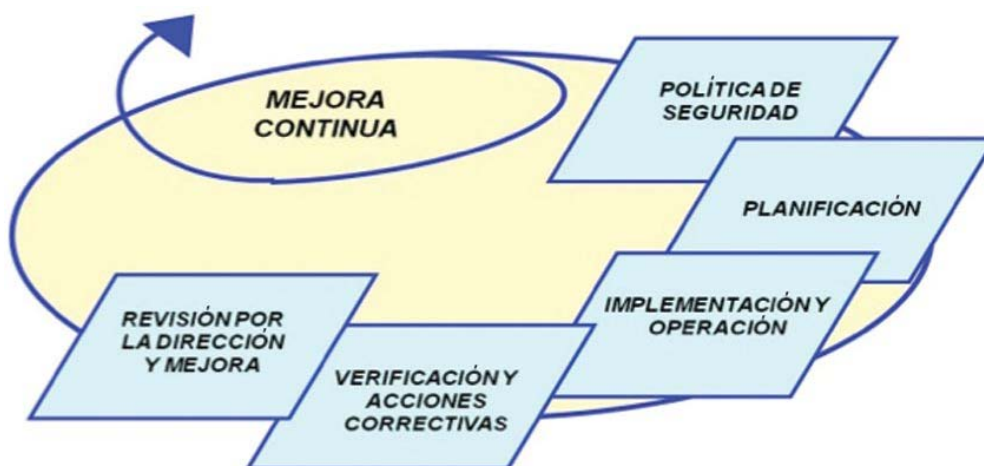 MEJORA
CONTINUA
POLÍTICA DE
SEGURIDAD
PLANIFICACIÓN
IMPLEMENTACIÓN Y
OPERACIÓN
VERIFICACIÓN Y
ACCIONES
CORRECTIVAS
REVISIÓN POR
LA DIRECCIÓN
Y MEJORA